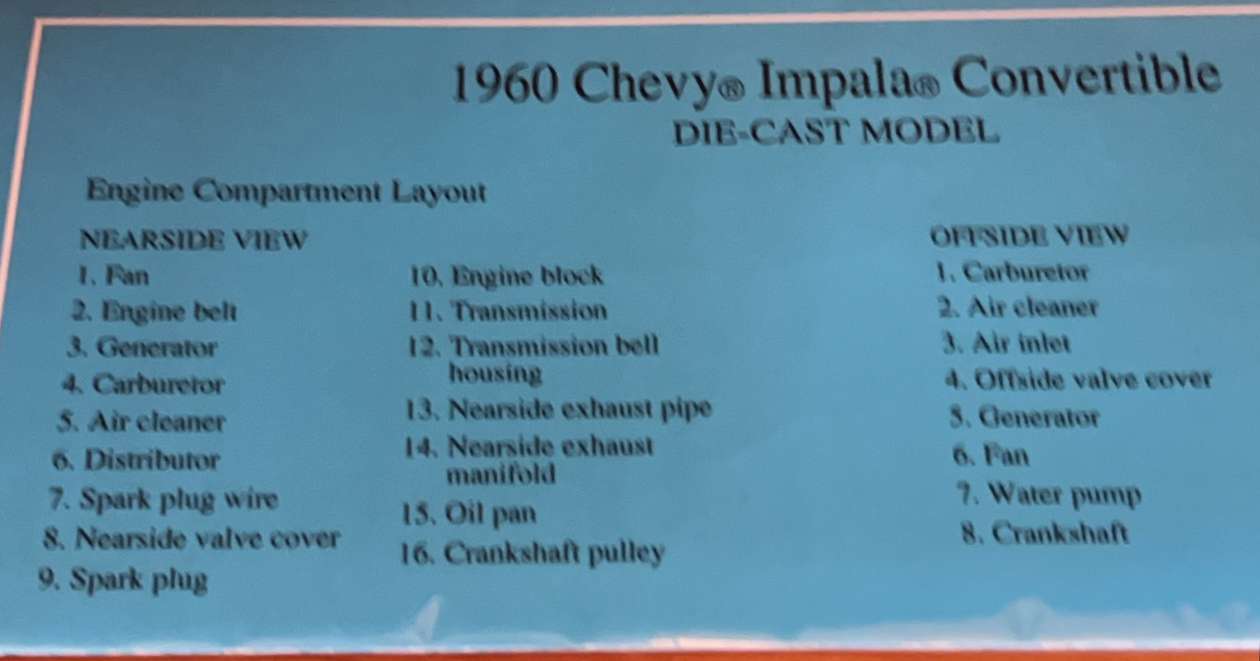 1960 Chevy® Impala® Convertible
DIE-CAST MODEL
Engine Compartment Layout
NEARSIDE VIEW
1. Fan
2. Engine belt
3. Generator
4. Carburetor
5. Air cleaner
6. Distributor
7. Spark plug wire
8. Nearside valve cover
9. Spark plug
10. Engine block
11. Transmission
12. Transmission bell
housing
13. Nearside exhaust pipe
14. Nearside exhaust
manifold
15. Oil pan
16. Crankshaft pulley
OFFSIDE VIEW
1. Carburetor
2. Air cleaner
3. Air inlet
4. Offside valve cover
5. Generator
6. Fan
7. Water pump
8. Crankshaft